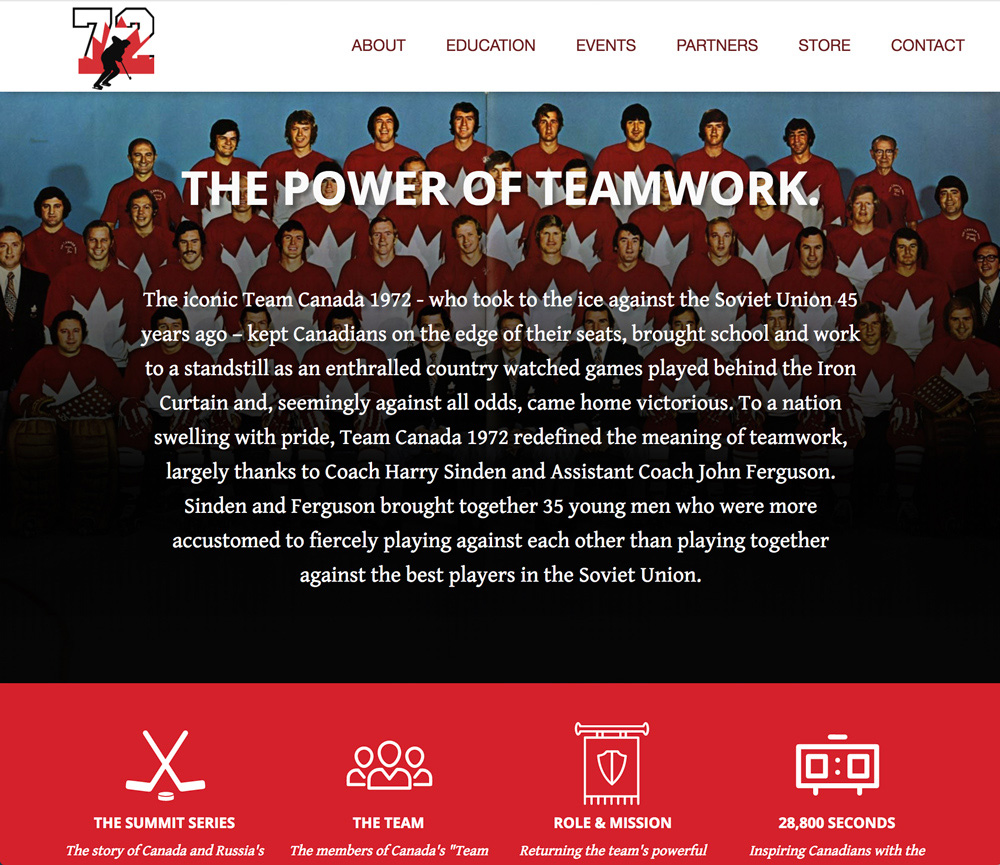 72
ABOUT EDUCATION EVENTS PARTNERS STORE CONTACT
THE POWER OF TEAMWORK.
The iconic Team Canada 1972 - who took to the ice against the Soviet Union 45
years ago – kept Canadians on the edge of their seats, brought school and work
to a standstill as an enthralled country watched games played behind the Iron
Curtain and, seemingly against all odds, came home victorious. To a nation
swelling with pride, Team Canada 1972 redefined the meaning of teamwork,
largely thanks to Coach Harry Sinden and Assistant Coach John Ferguson.
Sinden and Ferguson brought together 35 young men who were more
accustomed to fiercely playing against each other than playing together
against the best players in the Soviet Union.
THE SUMMIT SERIES THE TEAM ROLE & MISSION 28,800 SECONDS
The story of Canada and Russia's The members of Canada's "Team Returning the team's powerful Inspiring Canadians with the